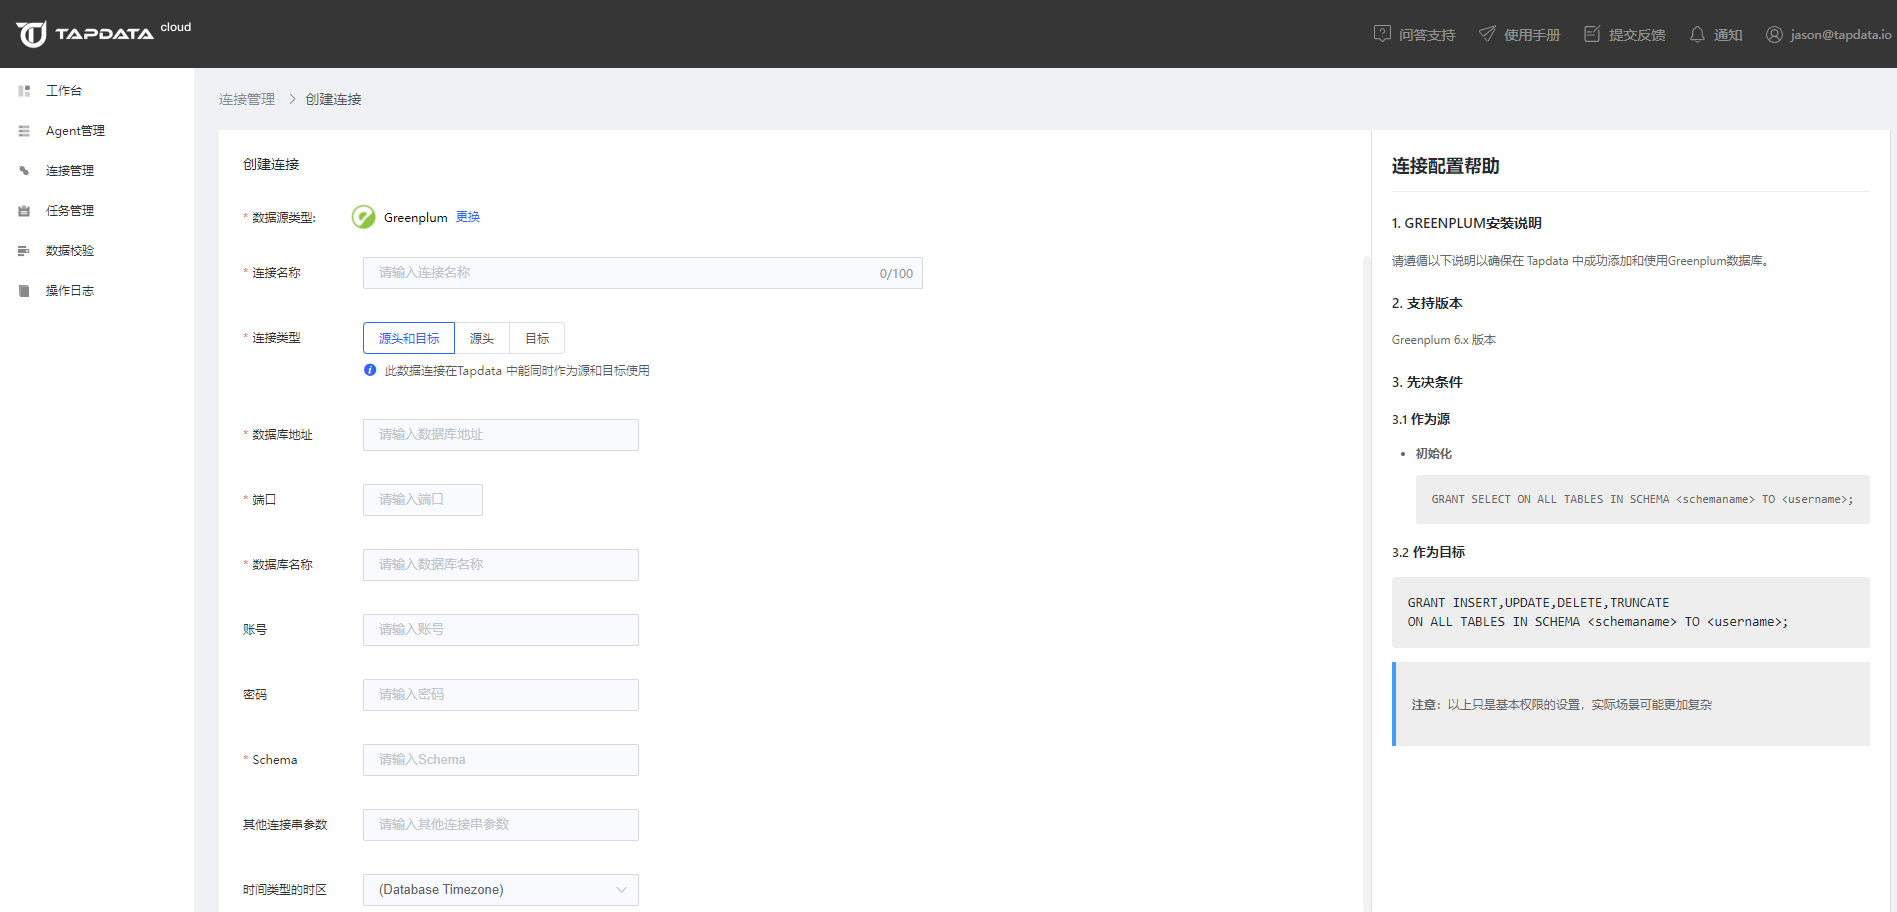 TAPDATA cloud
问答支持
使用手册
提交反馈
通知
jason@tapdata.io
工作台
Agent管理
连接管理
任务管理
数据校验
操作日志
连接管理 > 创建连接
创建连接
* 数据源类型: Greenplum 更换
* 连接名称 请输入连接名称 0/100
* 连接类型 源头和目标 源头 目标
此数据连接在Tapdata 中能同时作为源和目标使用
* 数据库地址 请输入数据库地址
* 端口 请输入端口
* 数据库名称 请输入数据库名称
账号 请输入账号
密码 请输入密码
* Schema 请输入Schema
其他连接串参数 请输入其他连接串参数
时间类型的时区 (Database Timezone)
连接配置帮助
1. GREENPLUM安装说明
请遵循以下说明以确保在 Tapdata 中成功添加和使用Greenplum数据库。
2. 支持版本
Greenplum 6.x 版本
3. 先决条件
3.1 作为源
• 初始化
GRANT SELECT ON ALL TABLES IN SCHEMA <schemaname> TO <username>;
3.2 作为目标
GRANT INSERT,UPDATE,DELETE,TRUNCATE
ON ALL TABLES IN SCHEMA <schemaname> TO <username>;
注意：以上只是基本权限的设置，实际场景可能更加复杂